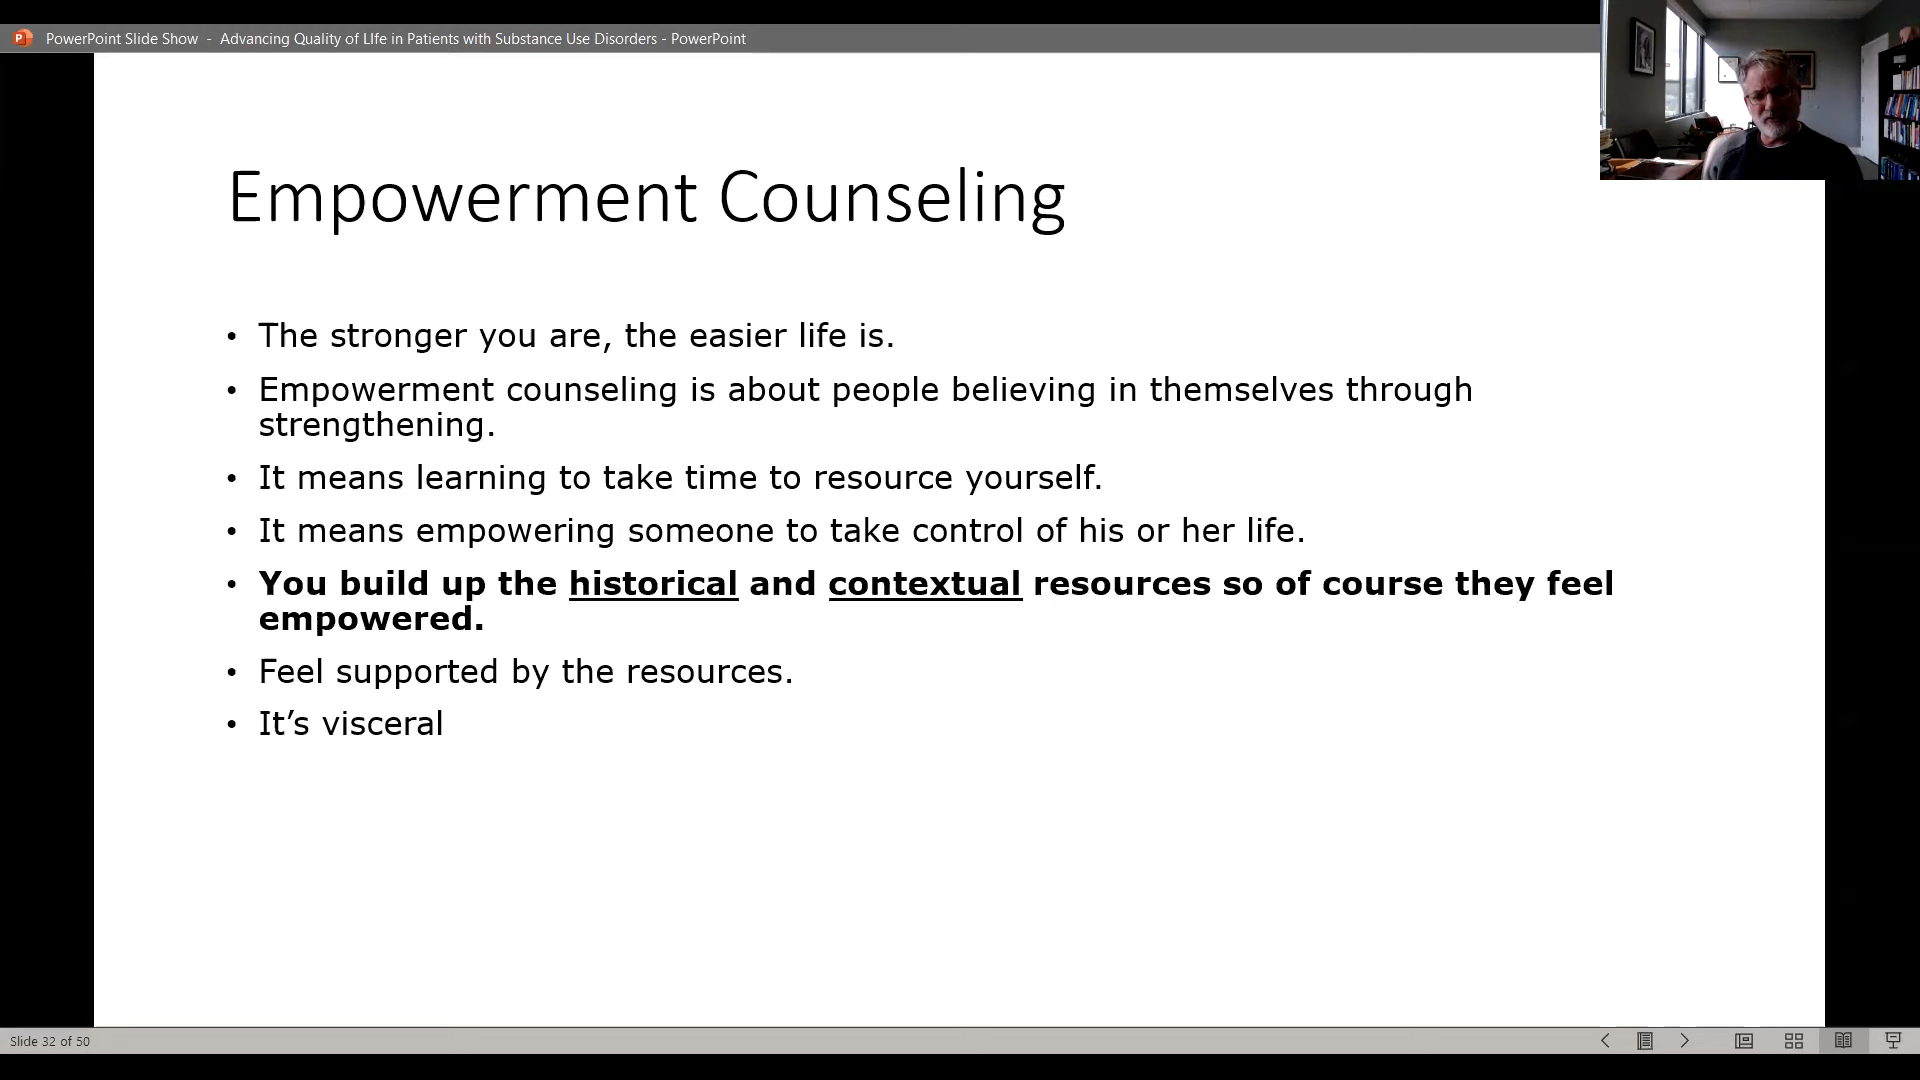 PowerPoint Slide Show - Advancing Quality of LIfe in Patients with Substance Use Disorders - PowerPoint
Empowerment Counseling
• The stronger you are, the easier life is.
• Empowerment counseling is about people believing in themselves through
strengthening.
• It means learning to take time to resource yourself.
• It means empowering someone to take control of his or her life.
• You build up the historical and contextual resources so of course they feel
empowered.
• Feel supported by the resources.
• It’s visceral
Slide 32 of 50